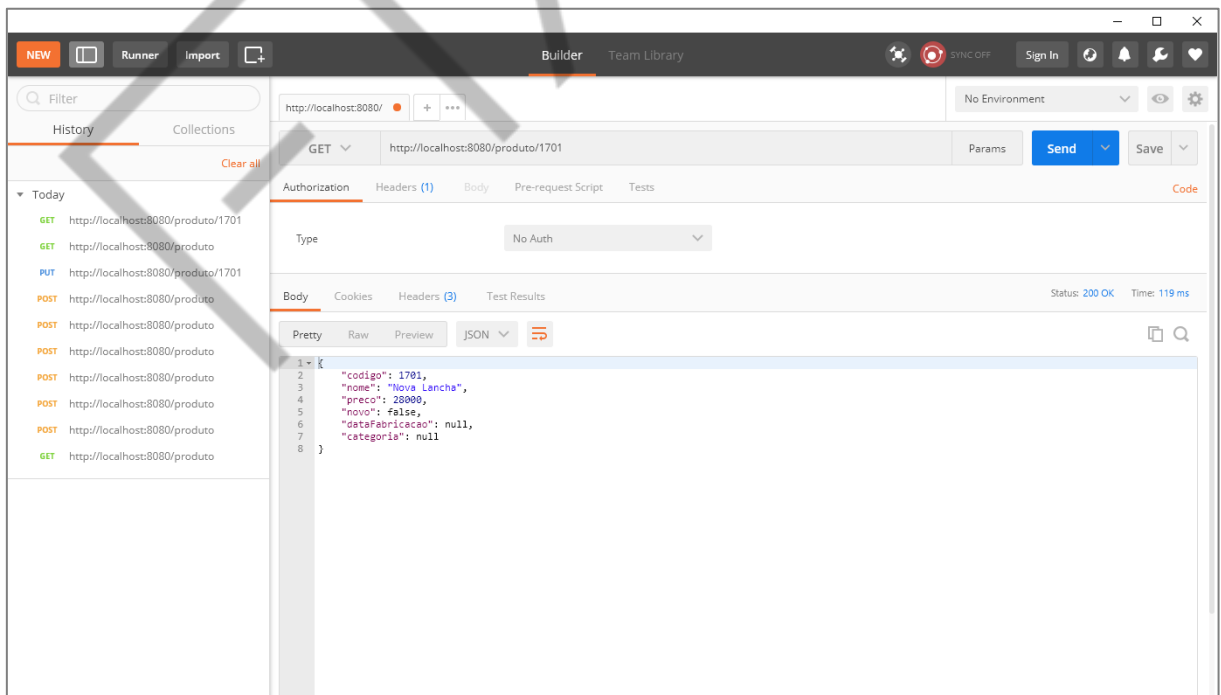 NEW Runner Import Builder Team Library SYNC OFF Sign In
Filter
History Collections
Clear all
Today
GET http://localhost:8080/produto/1701
GET http://localhost:8080/produto
PUT http://localhost:8080/produto/1701
POST http://localhost:8080/produto
POST http://localhost:8080/produto
POST http://localhost:8080/produto
POST http://localhost:8080/produto
POST http://localhost:8080/produto
POST http://localhost:8080/produto
GET http://localhost:8080/produto
http://localhost:8080/ + ••• No Environment
GET http://localhost:8080/produto/1701 Params Send Save
Authorization Headers (1) Body Pre-request Script Tests Code
Type No Auth
Body Cookies Headers (3) Test Results Status: 200 OK Time: 119 ms
Pretty Raw Preview JSON
1 {
2 "codigo": 1701,
3 "nome": "Nova Lancha",
4 "preco": 28000,
5 "novo": false,
6 "dataFabricacao": null,
7 "categoria": null
8 }